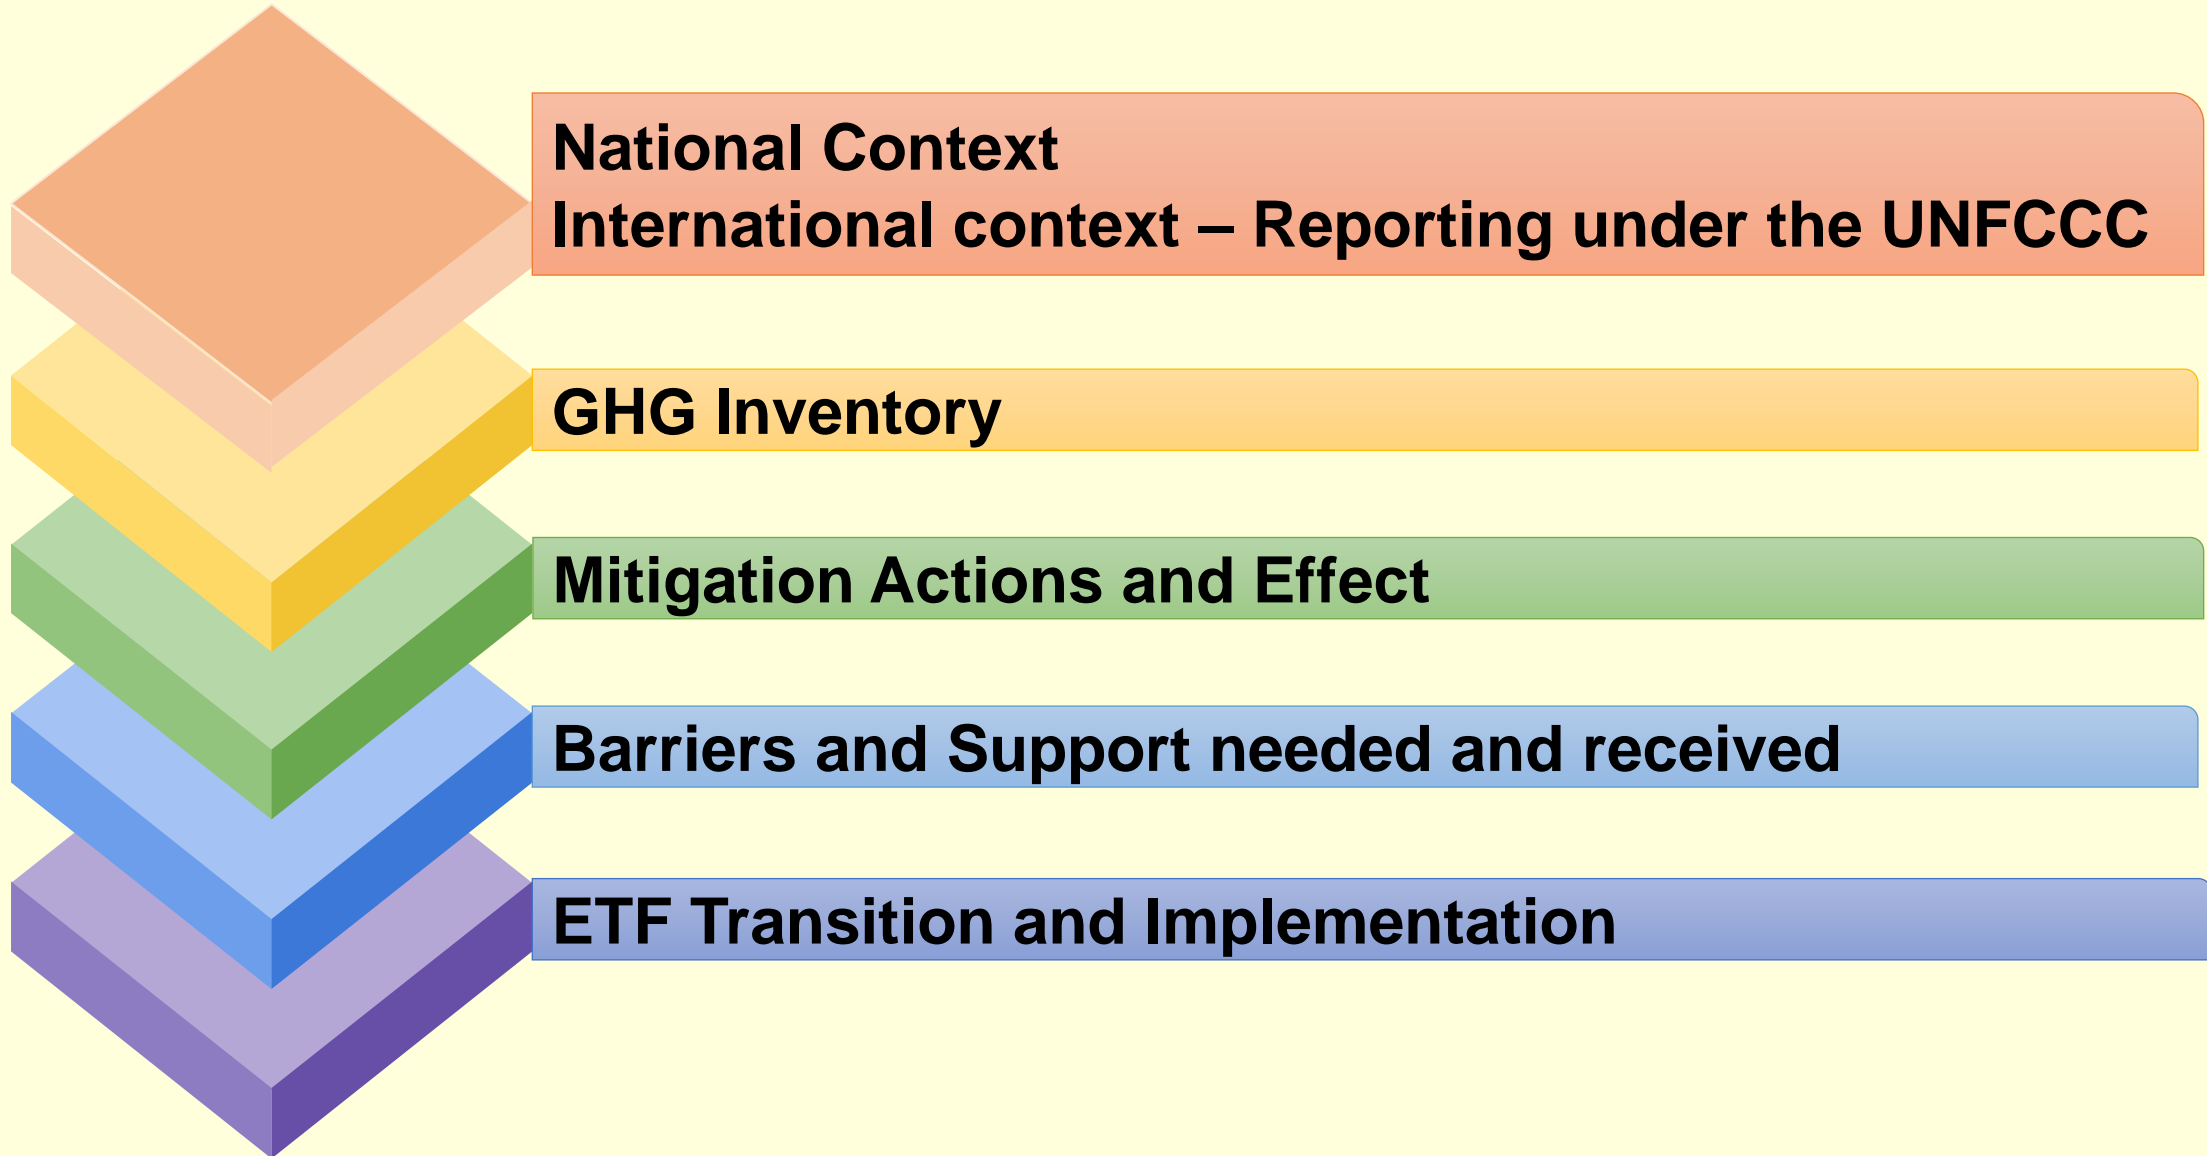 National Context
International context – Reporting under the UNFCCC
GHG Inventory
Mitigation Actions and Effect
Barriers and Support needed and received
ETF Transition and Implementation